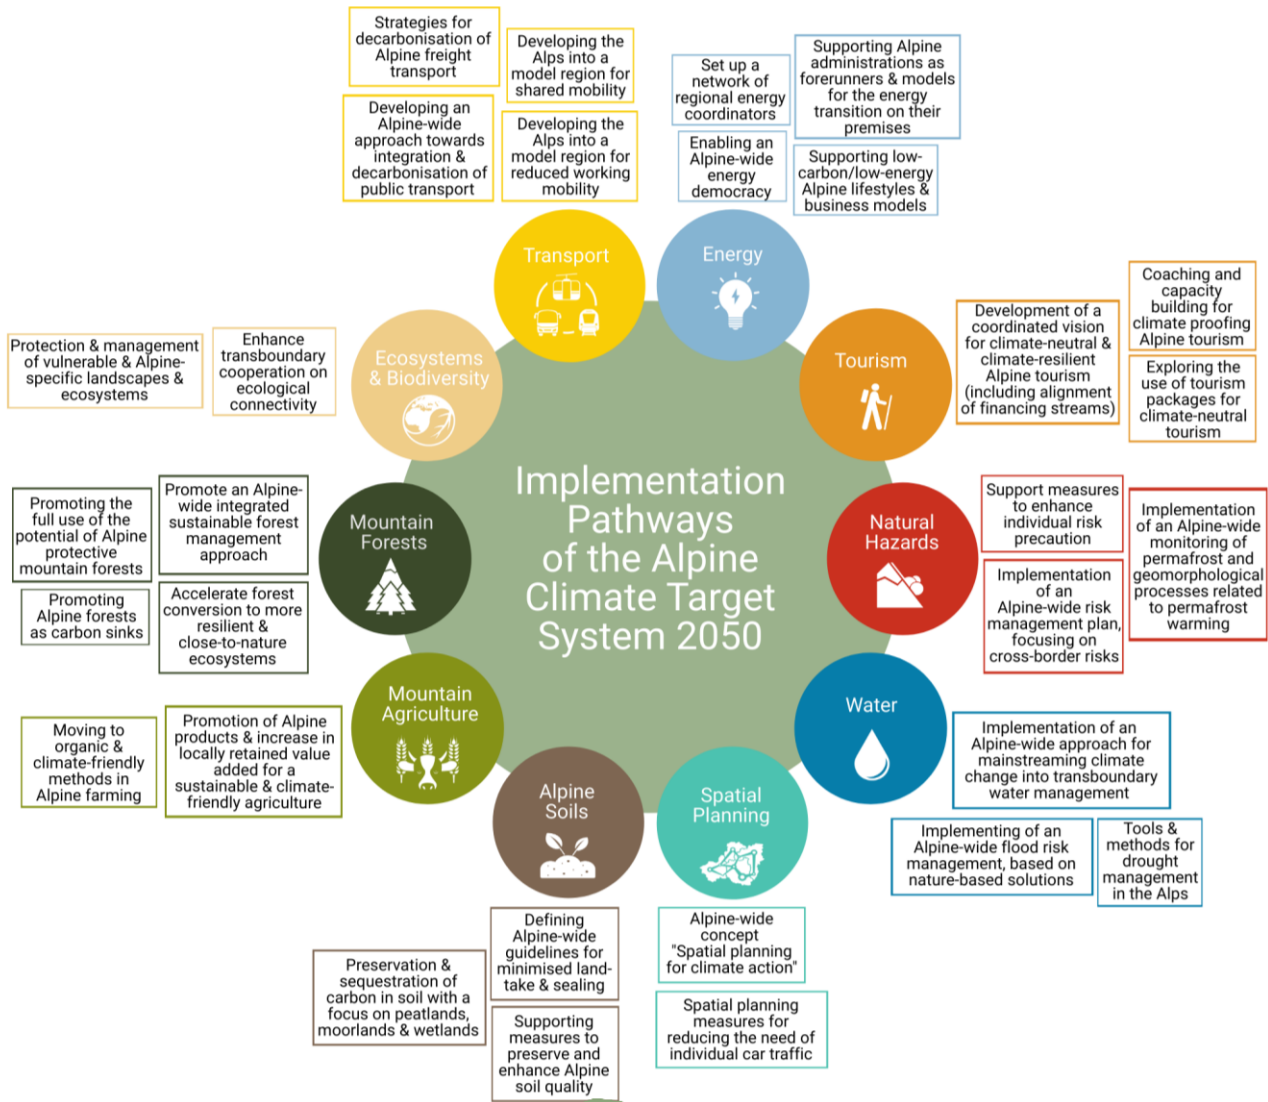 Strategies for
decarbonisation of
Alpine freight
transport
Developing the
Alps into a
model region for
shared mobility
Developing an
Alpine-wide
approach towards
integration &
decarbonisation of
public transport
Developing the
Alps into a
model region for
reduced working
mobility
Set up a
network of
regional energy
coordinators
Supporting Alpine
administrations as
forerunners & models
for the energy
transition on their
premises
Enabling an
Alpine-wide
energy
democracy
Supporting low-
carbon/low-energy
Alpine lifestyles &
business models
Transport
Energy
Tourism
Development of a
coordinated vision
for climate-neutral &
climate-resilient
Alpine tourism
(including alignment
of financing streams)
Coaching and
capacity
building for
climate proofing
Alpine tourism
Exploring the
use of tourism
packages for
climate-neutral
tourism
Protection & management
of vulnerable & Alpine-
specific landscapes &
ecosystems
Enhance
transboundary
cooperation on
ecological
connectivity
Ecosystems
& Biodiversity
Implementation
Pathways
of the Alpine
Climate Target
System 2050
Promoting the
full use of the
potential of Alpine
protective
mountain forests
Promote an Alpine-
wide integrated
sustainable forest
management
approach
Promoting
Alpine forests
as carbon sinks
Accelerate forest
conversion to more
resilient &
close-to-nature
ecosystems
Mountain
Forests
Natural
Hazards
Support measures
to enhance
individual risk
precaution
Implementation
of an
Alpine-wide risk
management plan,
focusing on
cross-border risks
Implementation
of an Alpine-wide
monitoring of
permafrost and
geomorphological
processes related
to permafrost
warming
Moving to
organic &
climate-friendly
methods in
Alpine farming
Promotion of Alpine
products & increase in
locally retained value
added for a
sustainable & climate-
friendly agriculture
Mountain
Agriculture
Water
Implementation of an
Alpine-wide approach for
mainstreaming climate
change into transboundary
water management
Implementing of an
Alpine-wide flood risk
management, based on
nature-based solutions
Tools &
methods for
drought
management
in the Alps
Alpine
Soils
Spatial
Planning
Preservation &
sequestration of
carbon in soil with a
focus on peatlands,
moorlands & wetlands
Defining
Alpine-wide
guidelines for
minimised land-
take & sealing
Supporting
measures to
preserve and
enhance Alpine
soil quality
Alpine-wide
concept
"Spatial planning
for climate action"
Spatial planning
measures for
reducing the need of
individual car traffic